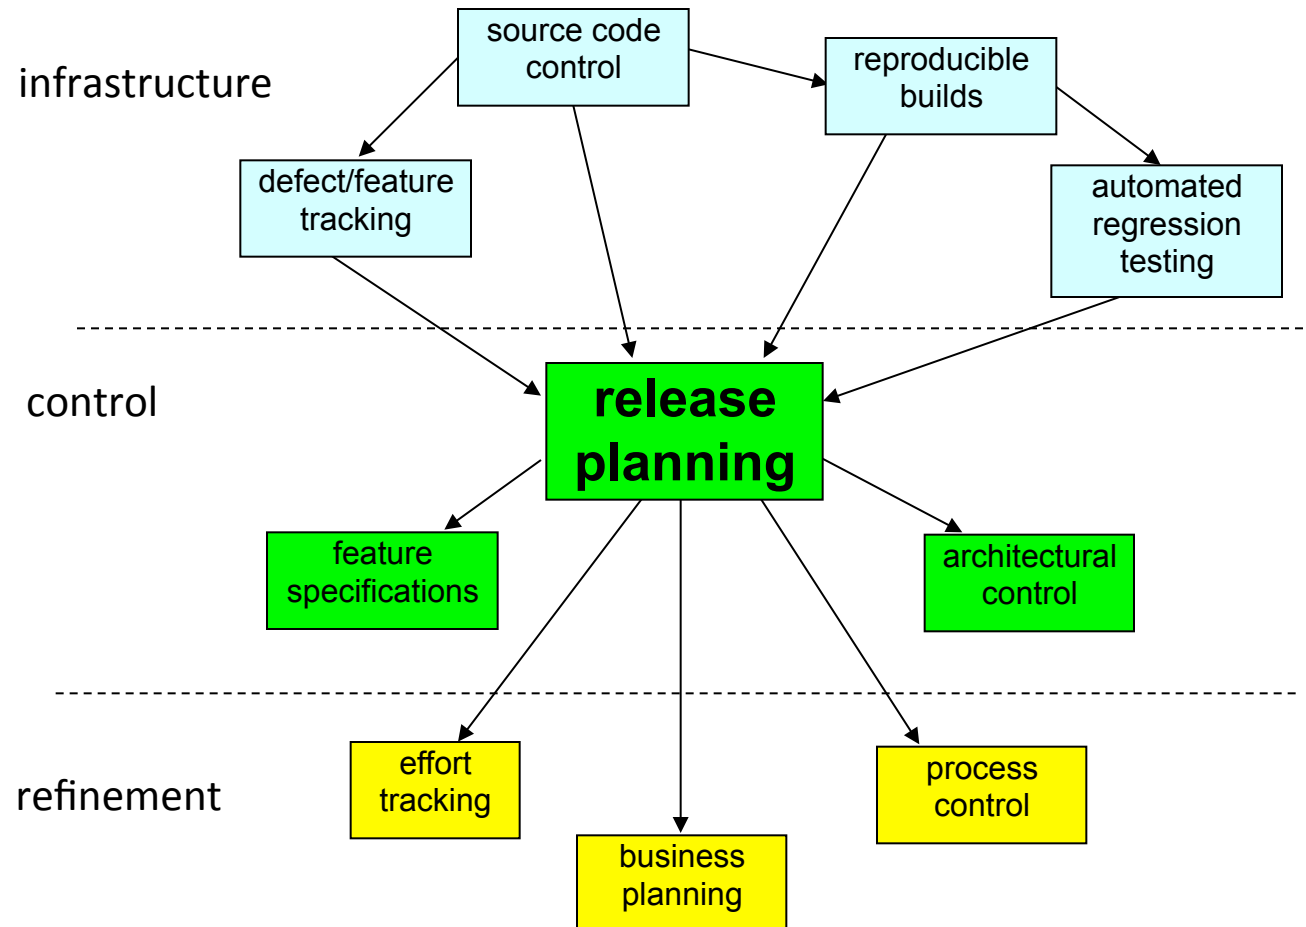 infrastructure
source code
control
reproducible
builds
defect/feature
tracking
automated
regression
testing
control
release
planning
feature
specifications
architectural
control
refinement
effort
tracking
process
control
business
planning